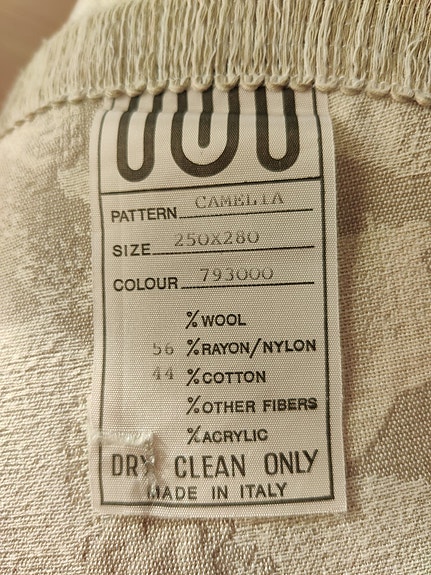 PATTERN CAMELIA
SIZE 250X280
COLOUR 793000
% WOOL
56 % RAYON/NYLON
44 % COTTON
% OTHER FIBERS
% ACRYLIC
DRY CLEAN ONLY
MADE IN ITALY